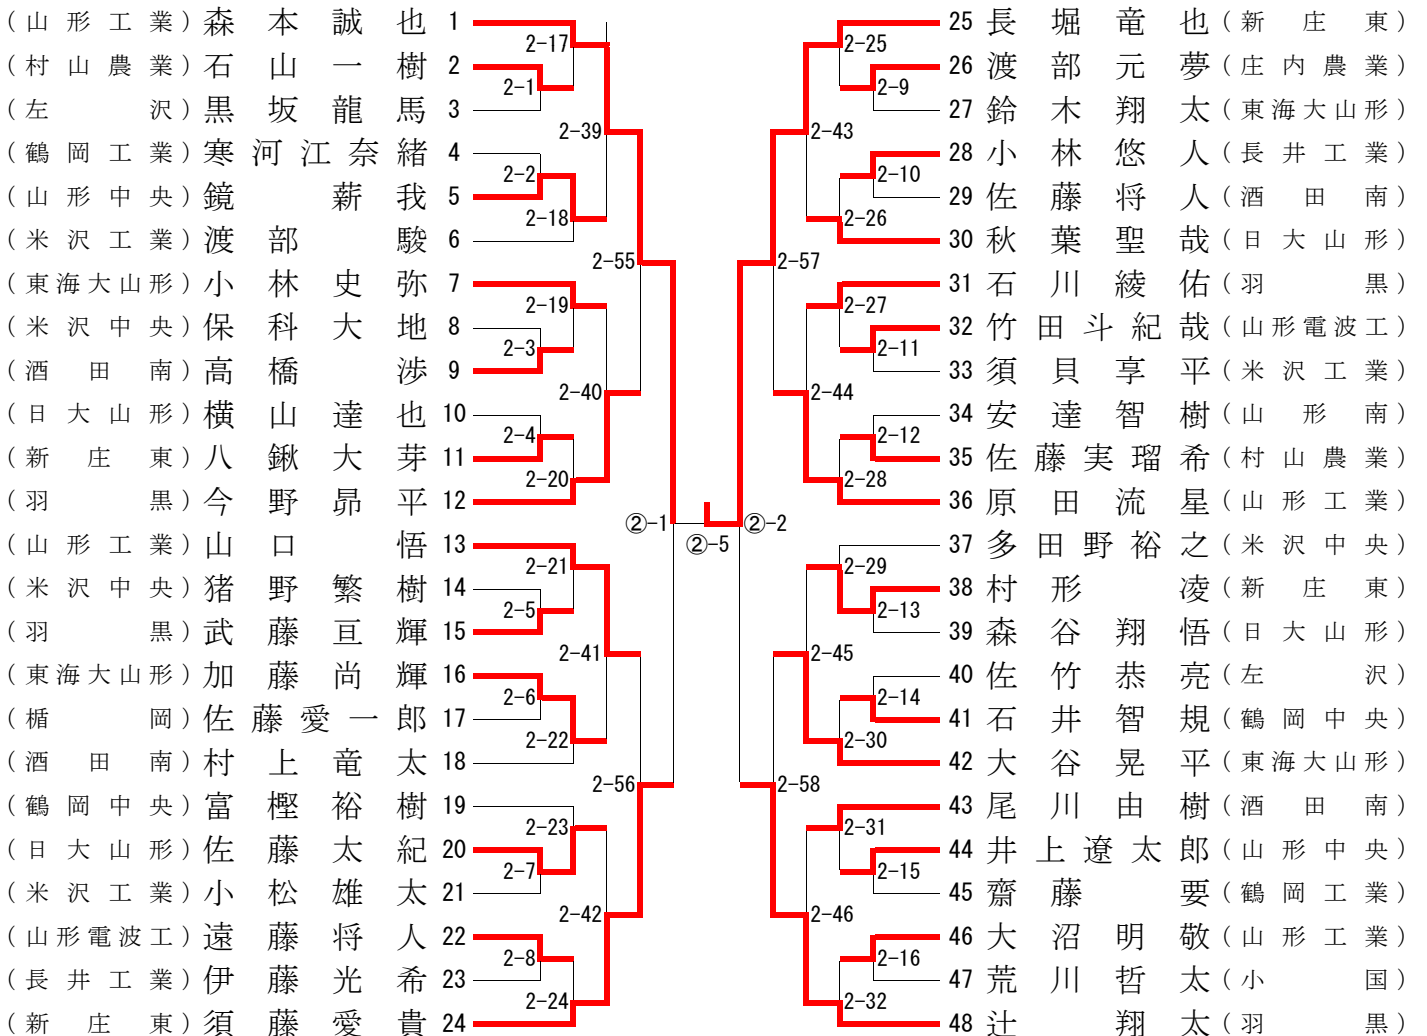 (山形工業) 森本誠也 1
(村山農業) 石山一樹 2
(左沢) 黒坂龍馬 3
(鶴岡工業) 寒河江奈緒 4
(山形中央) 鏡薪我 5
(米沢工業) 渡部駿 6
(東海大山形) 小林史弥 7
(米沢中央) 保科大地 8
(酒田南) 高橋渉 9
(日大山形) 横山達也 10
(新庄東) 八鍬大芽 11
(羽黒) 今野昴平 12
(山形工業) 山口悟 13
(米沢中央) 猪野繁樹 14
(羽黒) 武藤亘輝 15
(東海大山形) 加藤尚輝 16
(楯岡) 佐藤愛一郎 17
(酒田南) 村上竜太 18
(鶴岡中央) 富樫裕樹 19
(日大山形) 佐藤太紀 20
(米沢工業) 小松雄太 21
(山形電波工) 遠藤将人 22
(長井工業) 伊藤光希 23
(新庄東) 須藤愛貴 24
2-17
2-1
2-39
2-2
2-18
2-55
2-19
2-3
2-40
2-4
2-20
②-1
2-21
2-5
2-41
2-6
2-22
2-56
2-23
2-7
2-42
2-8
2-24
②-5
②-2
2-25
2-9
2-43
2-10
2-26
2-57
2-27
2-11
2-44
2-12
2-28
2-29
2-13
2-45
2-14
2-30
2-58
2-31
2-15
2-46
2-16
2-32
25 長堀竜也 (新庄東)
26 渡部元夢 (庄内農業)
27 鈴木翔太 (東海大山形)
28 小林悠人 (長井工業)
29 佐藤将人 (酒田南)
30 秋葉聖哉 (日大山形)
31 石川綾佑 (羽黒)
32 竹田斗紀哉 (山形電波工)
33 須貝享平 (米沢工業)
34 安達智樹 (山形南)
35 佐藤実瑠希 (村山農業)
36 原田流星 (山形工業)
37 多田野裕之 (米沢中央)
38 村形凌 (新庄東)
39 森谷翔悟 (日大山形)
40 佐竹恭亮 (左沢)
41 石井智規 (鶴岡中央)
42 大谷晃平 (東海大山形)
43 尾川由樹 (酒田南)
44 井上遼太郎 (山形中央)
45 齋藤要 (鶴岡工業)
46 大沼明敬 (山形工業)
47 荒川哲太 (小国)
48 辻翔太 (羽黒)